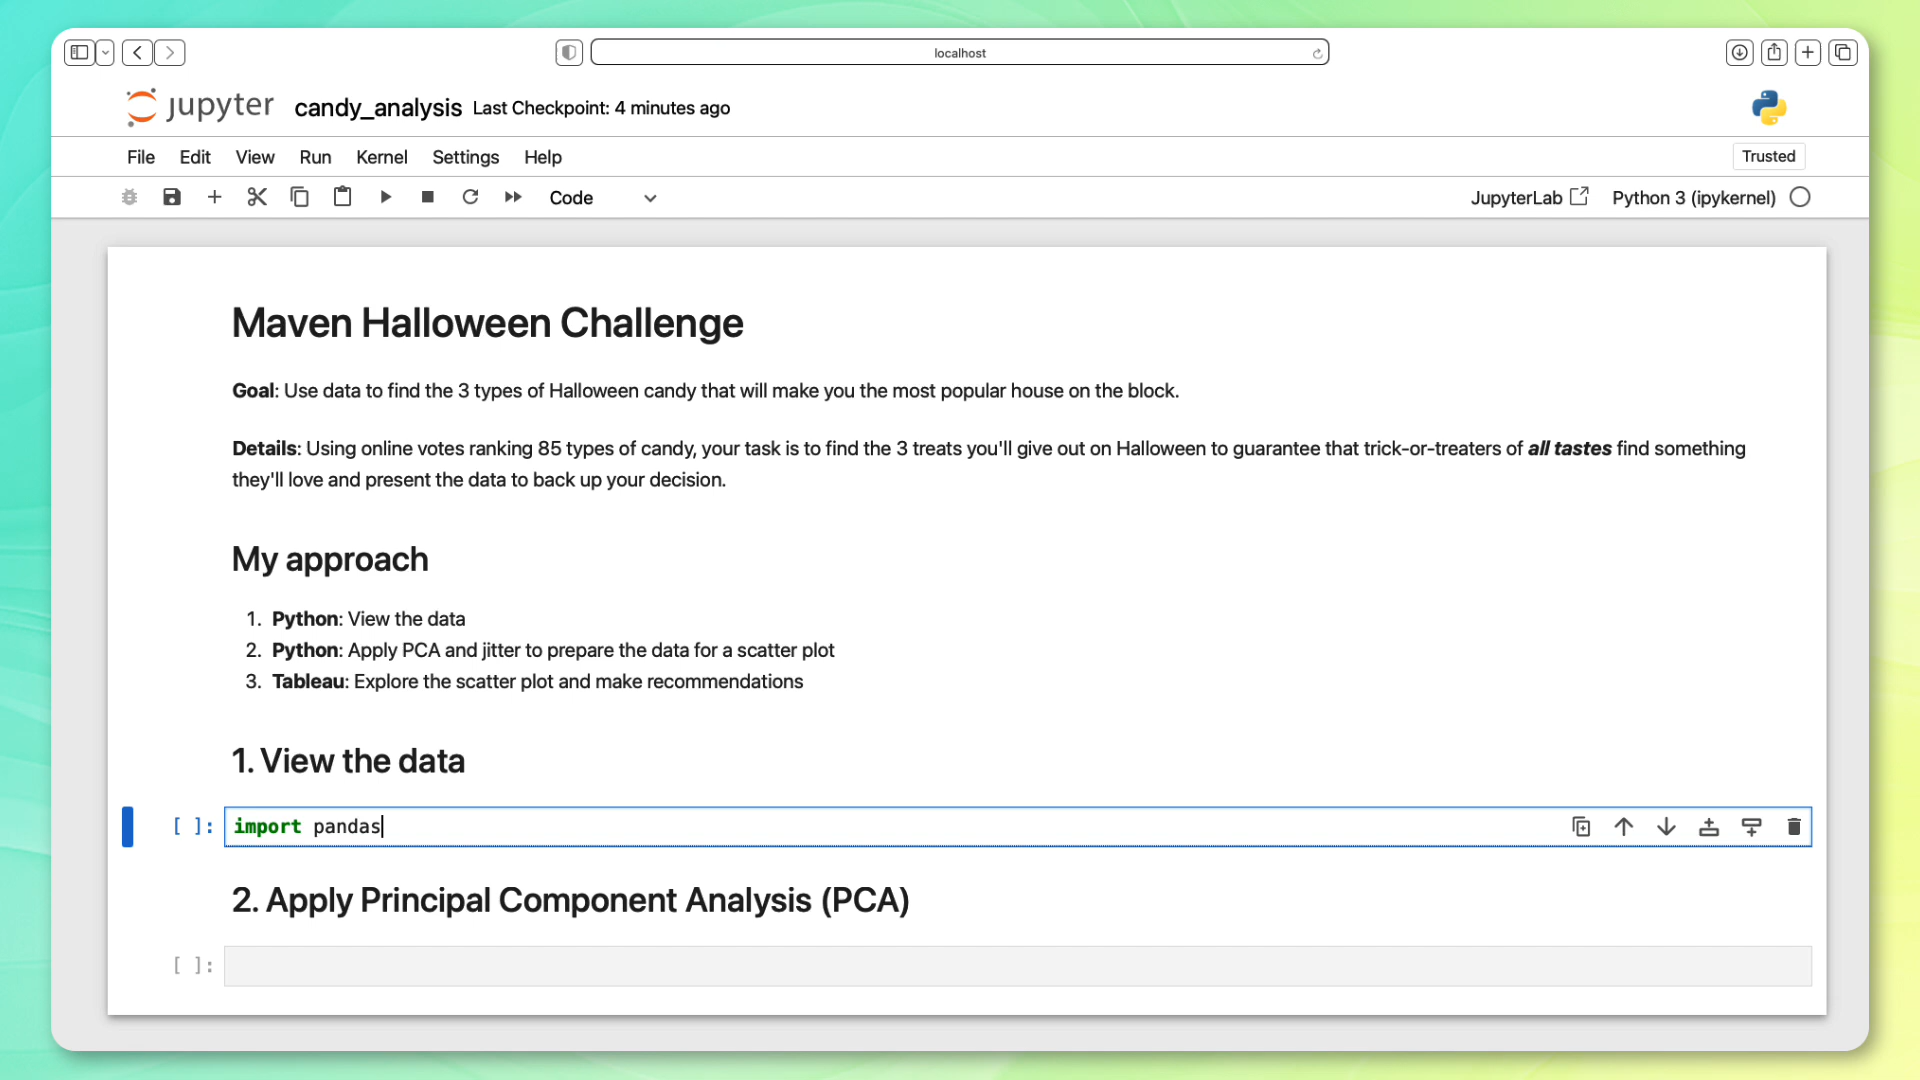 localhost
jupyter candy_analysis Last Checkpoint: 4 minutes ago
File Edit View Run Kernel Settings Help Trusted
Code JupyterLab Python 3 (ipykernel)
Maven Halloween Challenge
Goal: Use data to find the 3 types of Halloween candy that will make you the most popular house on the block.
Details: Using online votes ranking 85 types of candy, your task is to find the 3 treats you'll give out on Halloween to guarantee that trick-or-treaters of all tastes find something
they'll love and present the data to back up your decision.
My approach
1. Python: View the data
2. Python: Apply PCA and jitter to prepare the data for a scatter plot
3. Tableau: Explore the scatter plot and make recommendations
1. View the data
[ ]: import pandas
2. Apply Principal Component Analysis (PCA)
[ ]: